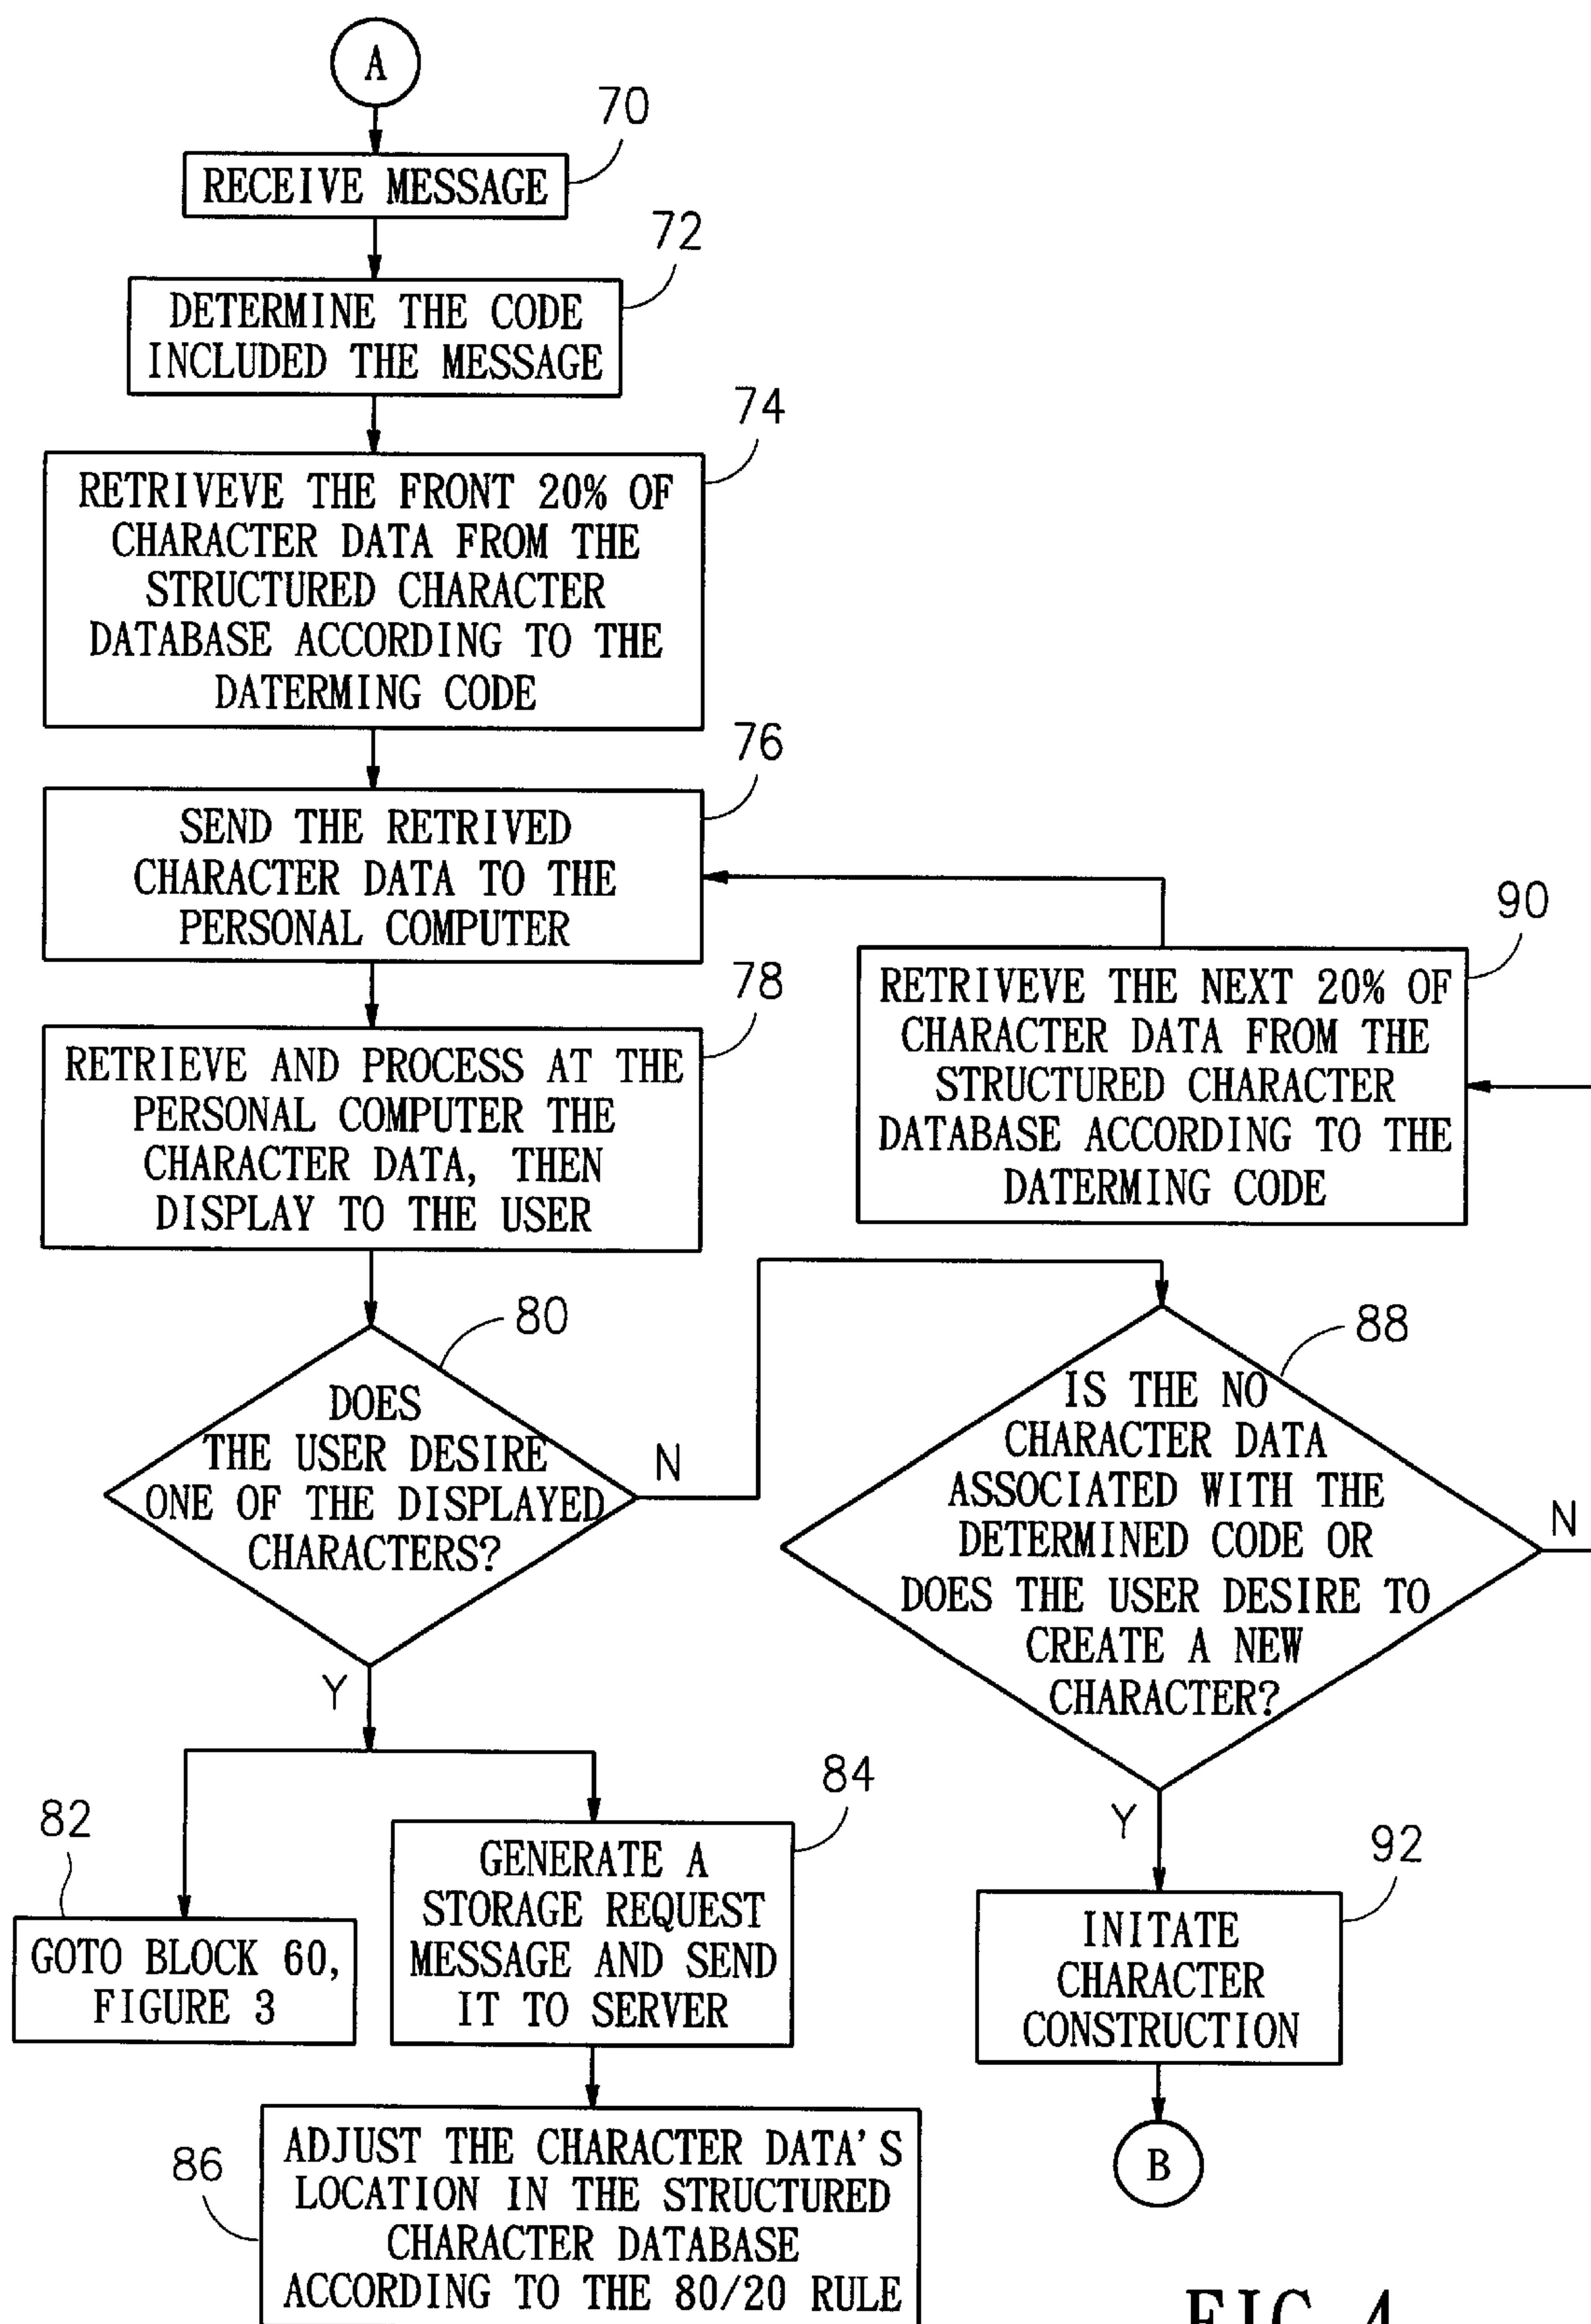 A
70
RECEIVE MESSAGE
72
DETERMINE THE CODE
INCLUDED THE MESSAGE
74
RETRIVEVE THE FRONT 20% OF
CHARACTER DATA FROM THE
STRUCTURED CHARACTER
DATABASE ACCORDING TO THE
DATERMING CODE
76
SEND THE RETRIVED
CHARACTER DATA TO THE
PERSONAL COMPUTER
90
RETRIVEVE THE NEXT 20% OF
CHARACTER DATA FROM THE
STRUCTURED CHARACTER
DATABASE ACCORDING TO THE
DATERMING CODE
78
RETRIEVE AND PROCESS AT THE
PERSONAL COMPUTER THE
CHARACTER DATA, THEN
DISPLAY TO THE USER
80
DOES
THE USER DESIRE
ONE OF THE DISPLAYED
CHARACTERS?
N
Y
88
IS THE NO
CHARACTER DATA
ASSOCIATED WITH THE
DETERMINED CODE OR
DOES THE USER DESIRE TO
CREATE A NEW
CHARACTER?
N
Y
82
GOTO BLOCK 60,
FIGURE 3
84
GENERATE A
STORAGE REQUEST
MESSAGE AND SEND
IT TO SERVER
92
INITATE
CHARACTER
CONSTRUCTION
B
86
ADJUST THE CHARACTER DATA'S
LOCATION IN THE STRUCTURED
CHARACTER DATABASE
ACCORDING TO THE 80/20 RULE
FIG. 4